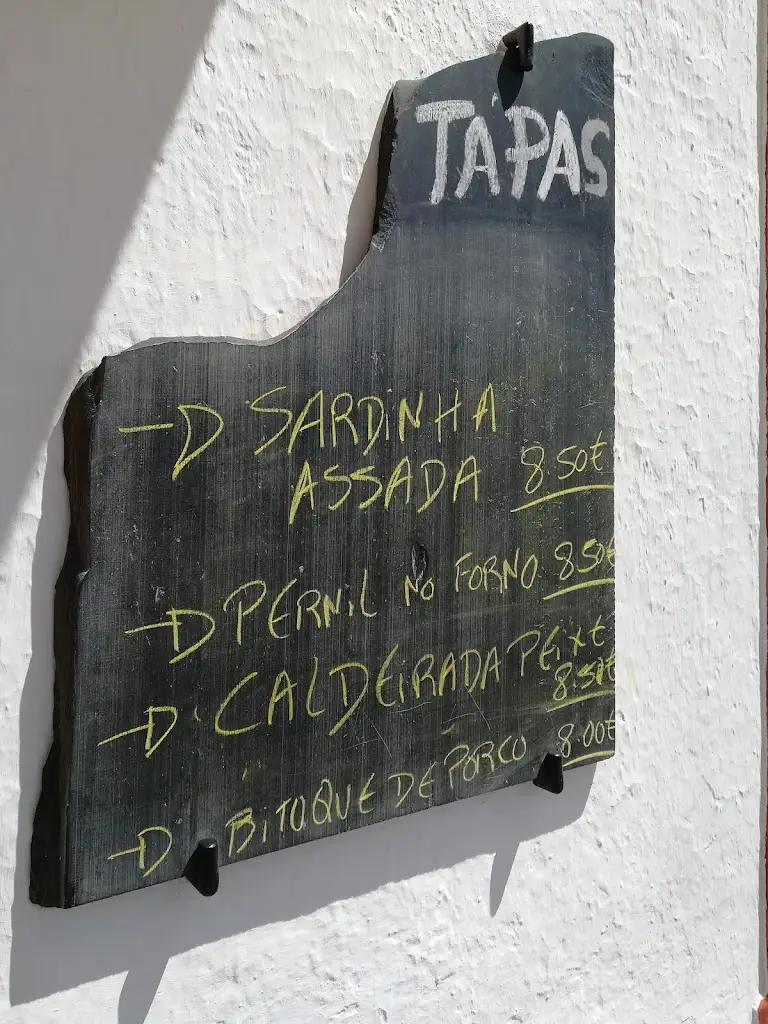 TAPAS
SARDINHA
ASSADA 8.50€
PERNIL NO FORNO 8.50€
CALDEIRADA PEIXE
8.50€
BITOQUE DE PORCO 8.00€